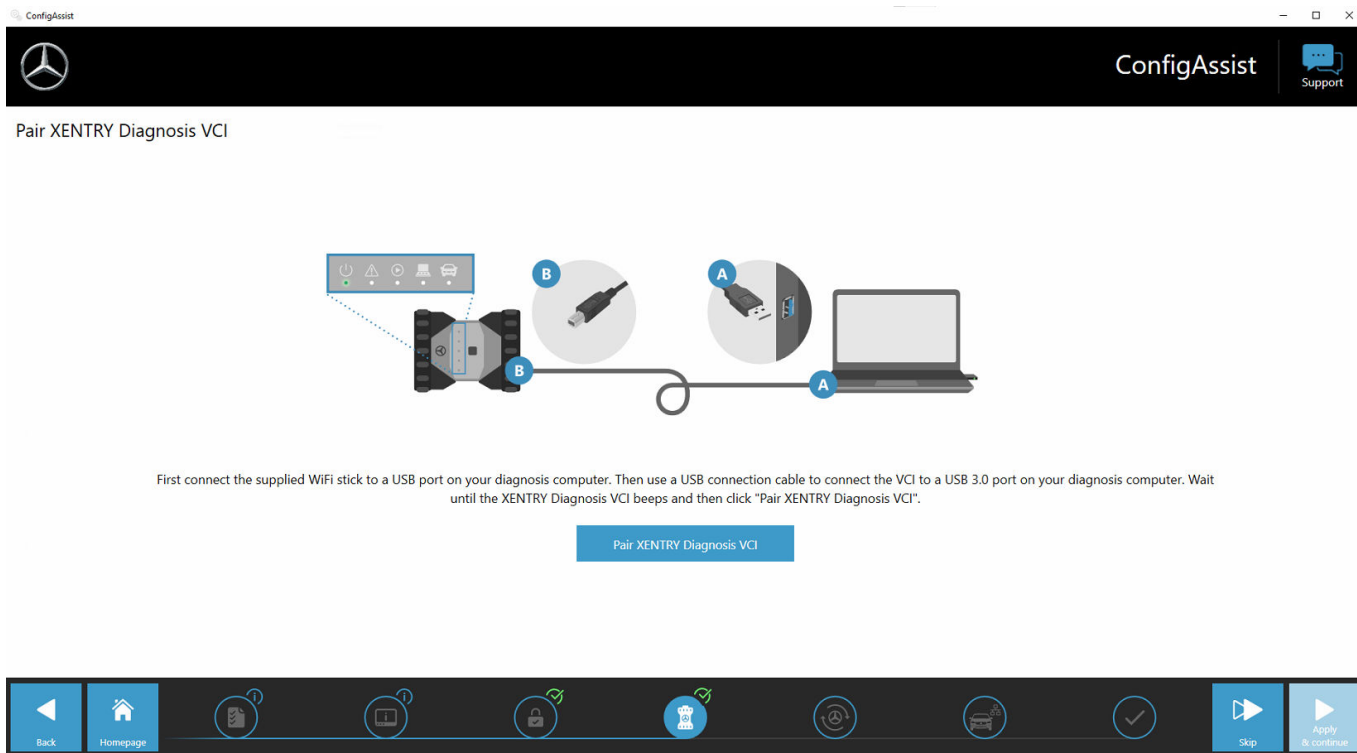 ConfigAssist
ConfigAssist
Support
Pair XENTRY Diagnosis VCI
B
A
B
A
First connect the supplied WiFi stick to a USB port on your diagnosis computer. Then use a USB connection cable to connect the VCI to a USB 3.0 port on your diagnosis computer. Wait
until the XENTRY Diagnosis VCI beeps and then click "Pair XENTRY Diagnosis VCI".
Pair XENTRY Diagnosis VCI
Back
Homepage
Skip
Apply
& continue